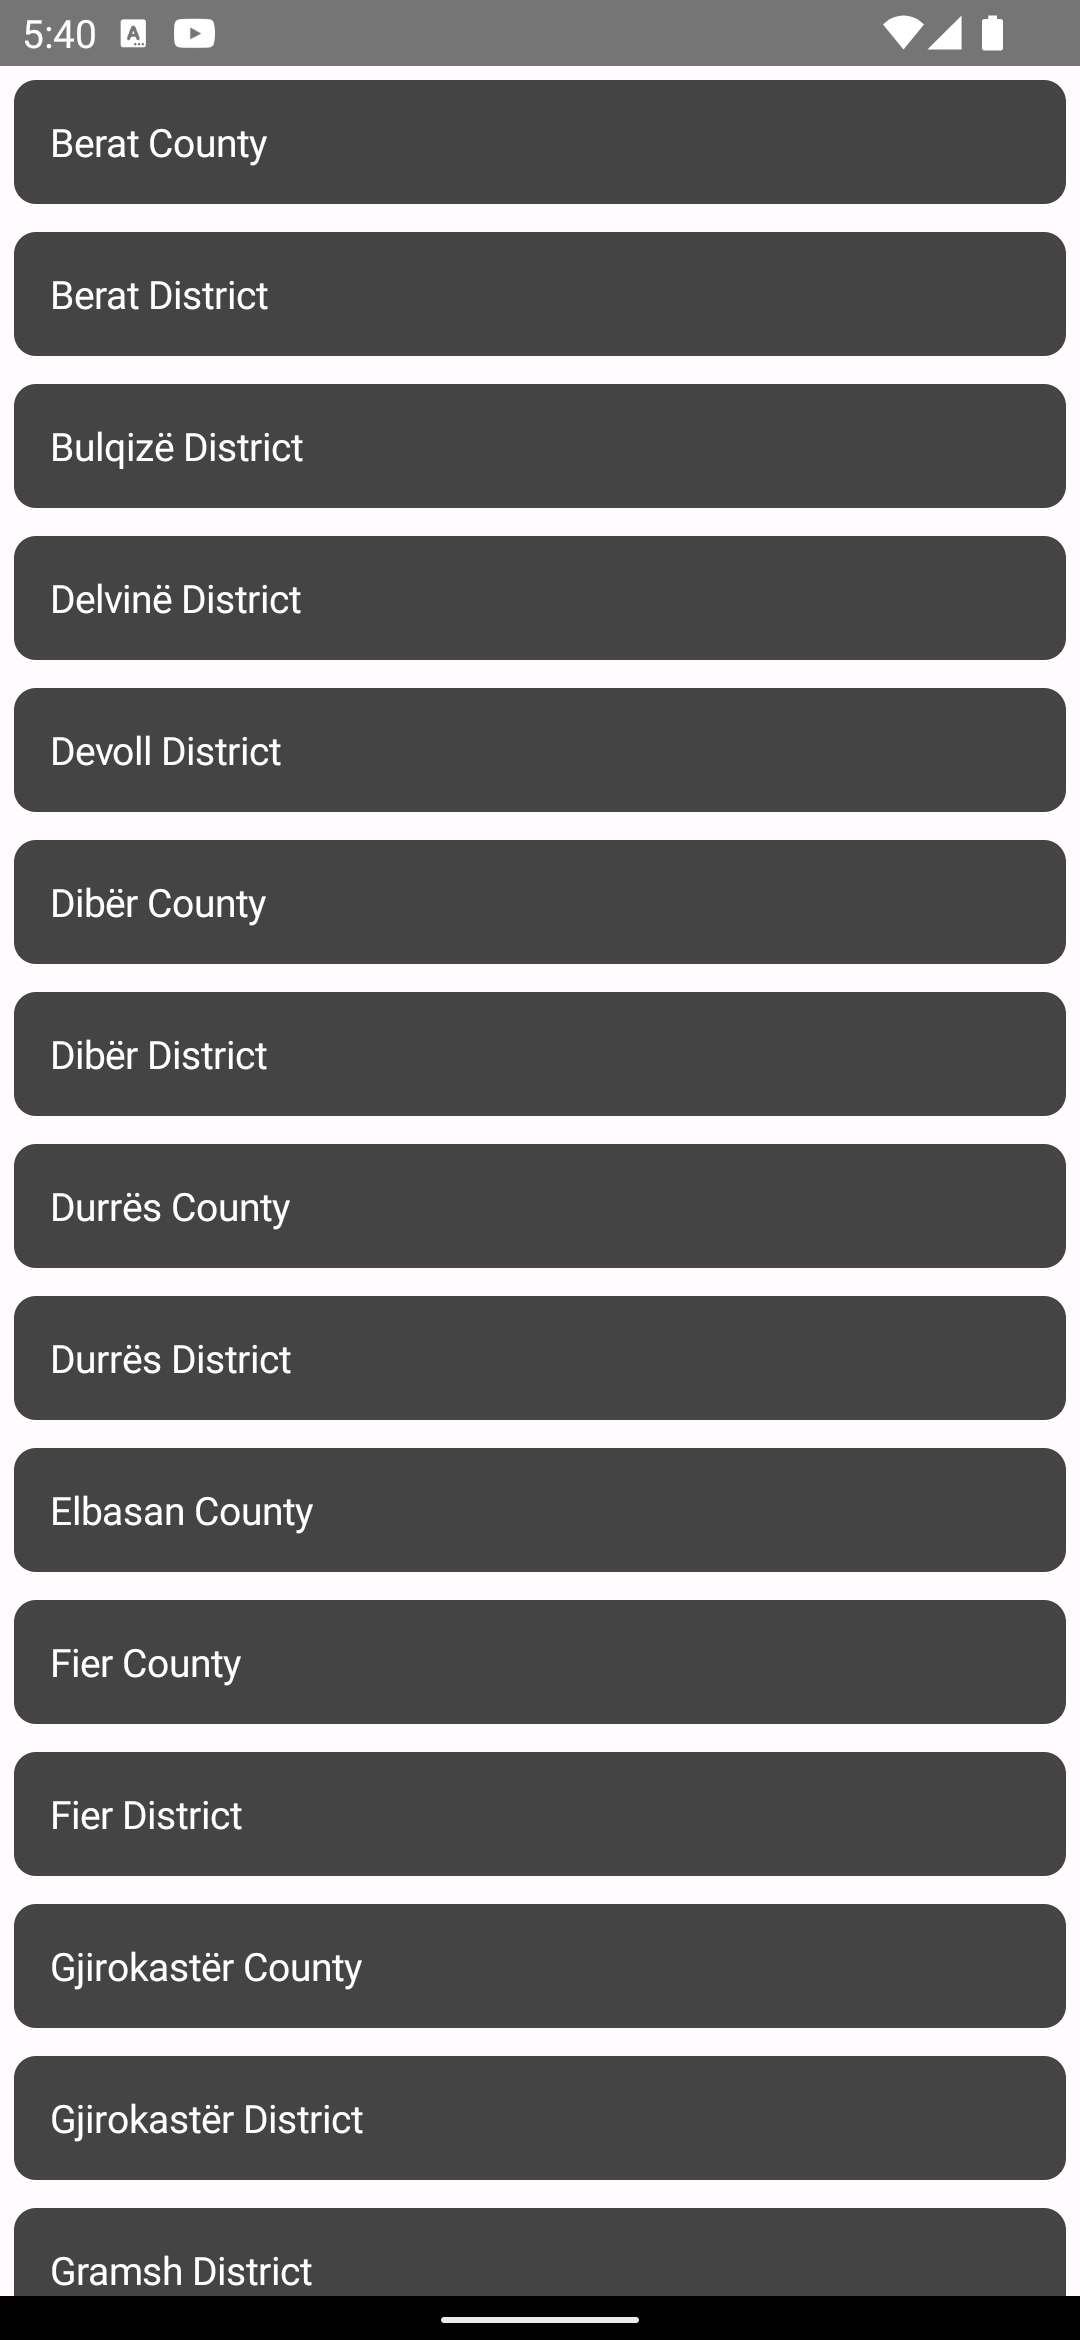 5:40
Berat County
Berat District
Bulqizë District
Delvinë District
Devoll District
Dibër County
Dibër District
Durrës County
Durrës District
Elbasan County
Fier County
Fier District
Gjirokastër County
Gjirokastër District
Gramsh District